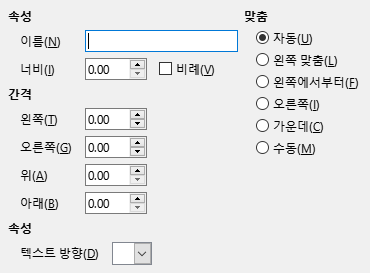 속성
이름(N)
너비(I) 0.00 비례(V)
간격
왼쪽(T) 0.00
오른쪽(G) 0.00
위(A) 0.00
아래(B) 0.00
속성
텍스트 방향(D)
맞춤
자동(U)
왼쪽 맞춤(L)
왼쪽에서부터(F)
오른쪽(I)
가운데(C)
수동(M)